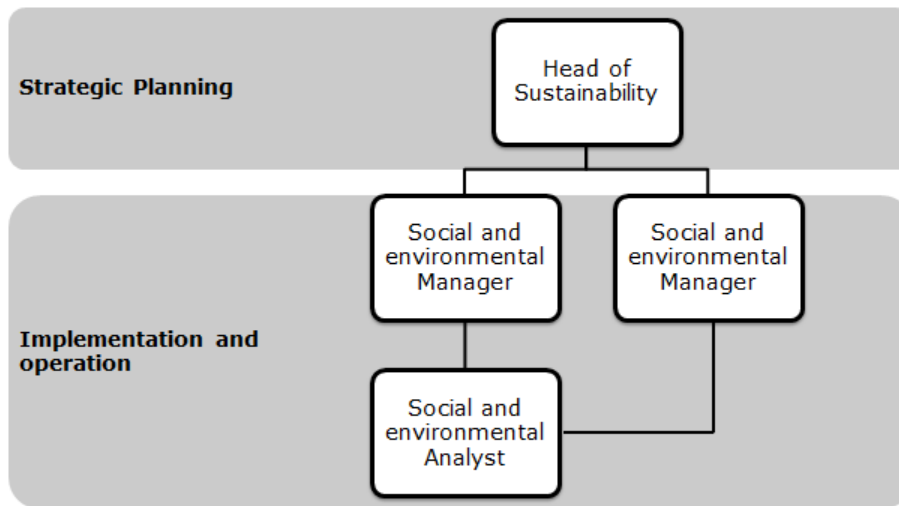 Strategic Planning
Head of
Sustainability
Social and
environmental
Manager
Social and
environmental
Manager
Implementation and
operation
Social and
environmental
Analyst